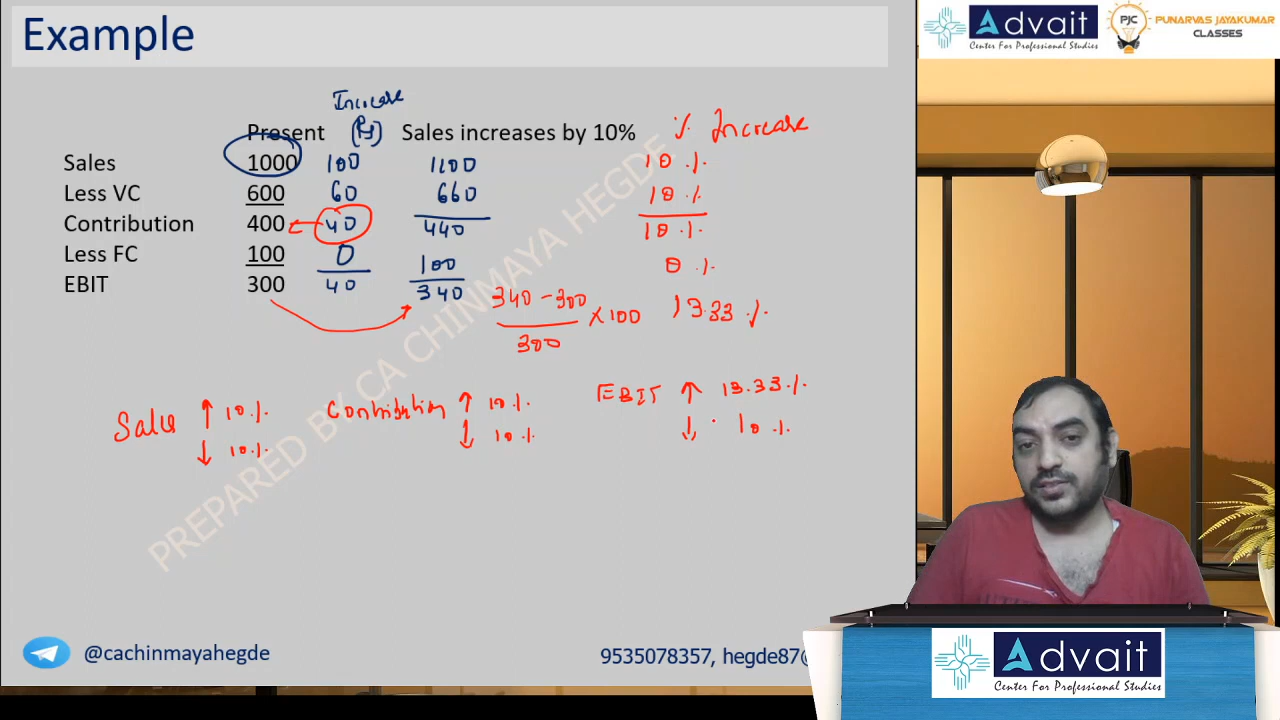 Example
Advait
Center For Professional Studies
PJC
PUNARVAS JAYAKUMAR
CLASSES
Increase
Present (Rs) Sales increases by 10% % Increase
Sales 1000 100 1100 10 %
Less VC 600 60 660 10 %
Contribution 400 40 440 10 %
Less FC 100 0 100 0 %
EBIT 300 40 340 340 - 300 × 100 13.33 %
300
Sales ↑ 10 % Contribution ↑ 10 % EBIT ↑ 13.33 %
↓ 10 % ↓ 10 % ↓ 10 %
PREPARED BY CA CHINMAYA HEGDE
@cachinmayahegde
9535078357, hegde87@
Advait
Center For Professional Studies